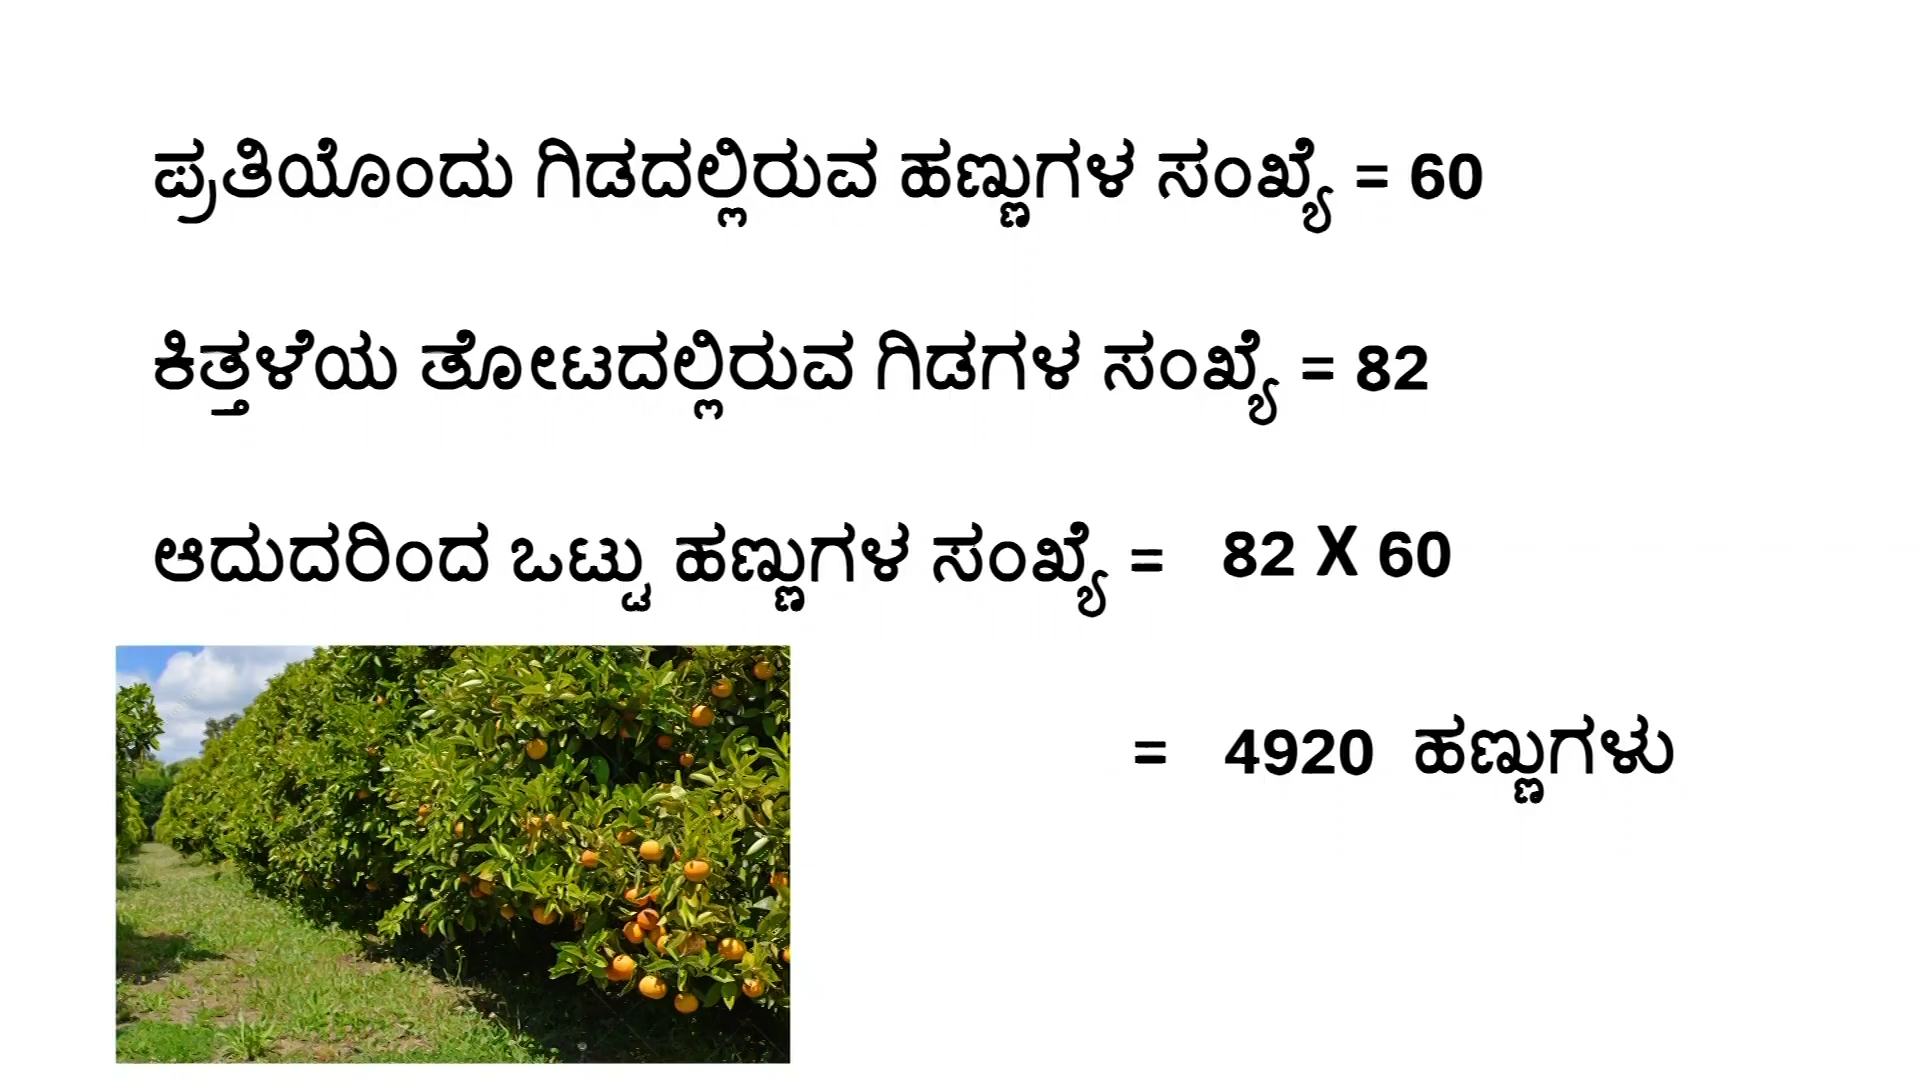 ಪ್ರತಿಯೊಂದು ಗಿಡದಲ್ಲಿರುವ ಹಣ್ಣುಗಳ ಸಂಖ್ಯೆ = 60
ಕಿತ್ತಳೆಯ ತೋಟದಲ್ಲಿರುವ ಗಿಡಗಳ ಸಂಖ್ಯೆ = 82
ಆದುದರಿಂದ ಒಟ್ಟು ಹಣ್ಣುಗಳ ಸಂಖ್ಯೆ = 82 X 60
= 4920 ಹಣ್ಣುಗಳು